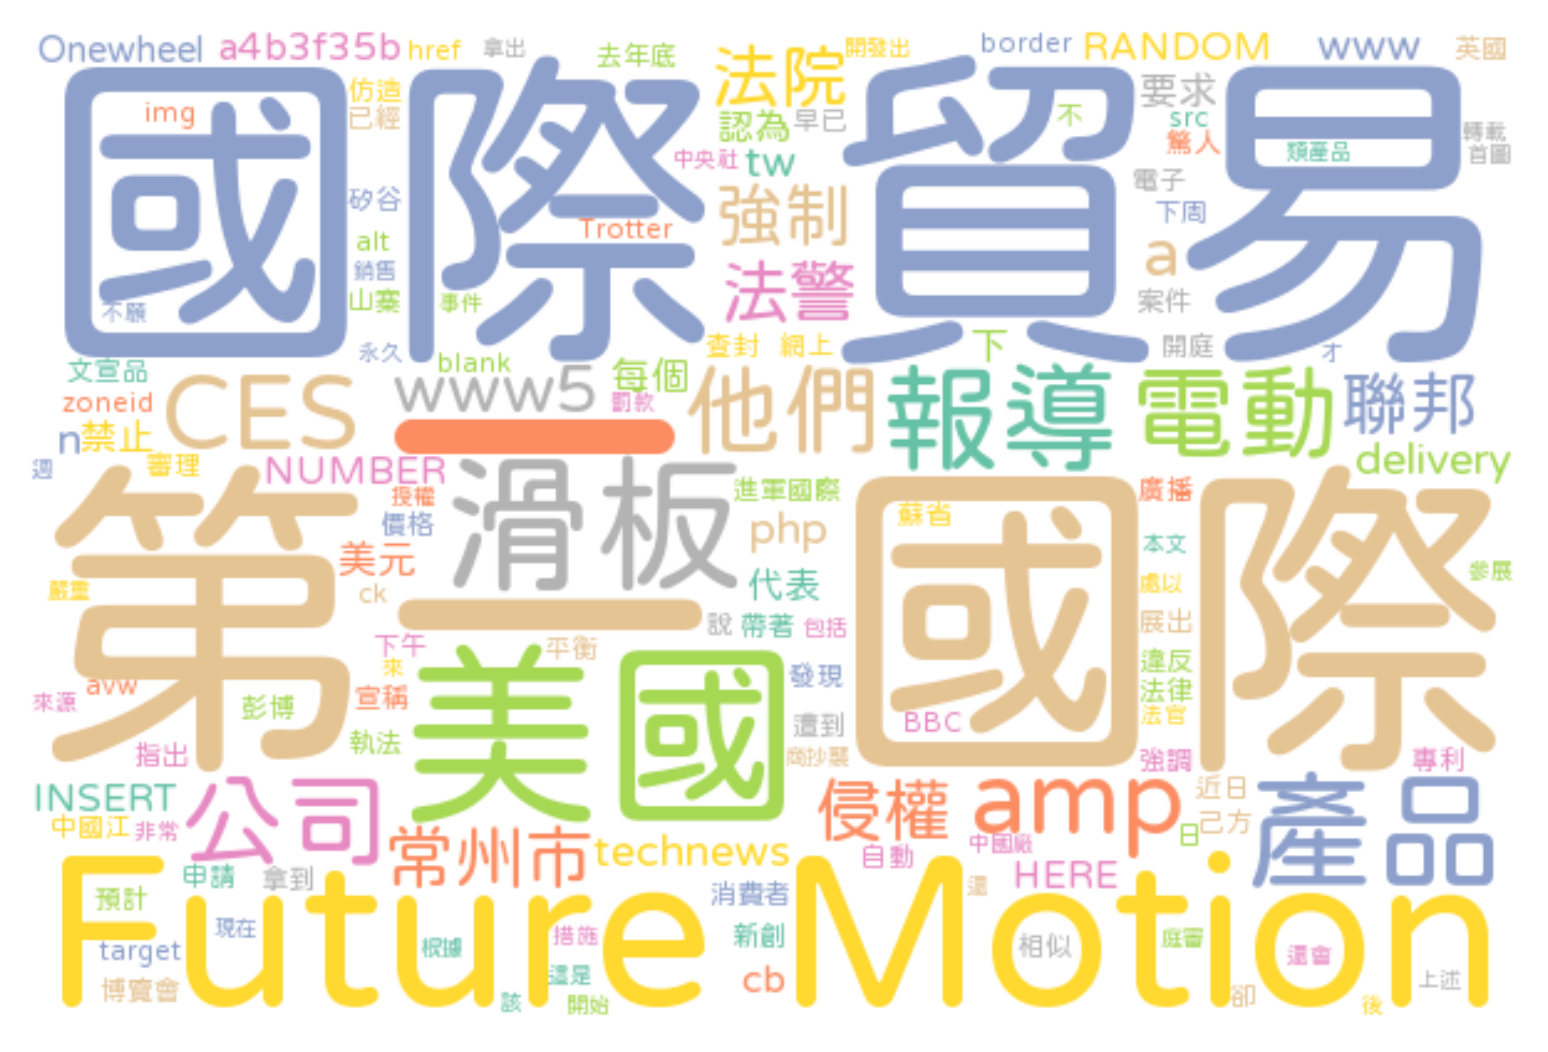 Onewheel a4b3f35b href 拿出 去年底 法院 開發出 border RANDOM www 英國
國際 貿易
img 仿造 已經 認為 早已 不 要求 src 驚人 類產品 轉載 首圖
中央社 tw 電子
矽谷 Trotter 強制 下周
alt 銷售 a
不願 山寨 事件 法警 案件
永久 blank 查封 網上 下 開庭 才
文宣品 CES www5 每個 他們 報導 電動 聯邦
zoneid 罰款
n 禁止 一 delivery
週 審理 NUMBER 滑板 進軍國際 廣播
第一 國際
授權 價格 php 蘇省
美元 本文
嚴重 ck 代表 處以 參展
說 帶著 包括 展出
下午 平衡 美國 違反
avw 來 發現 法律
來源 彭博 宣稱 遭到 BBC 法官
指出 執法 商抄襲 強調 專利
INSERT 公司 侵權 amp 近日 產品
中國江 非常 常州市 technews 中國廠 日 己方
自動
申請 拿到 HERE
Future Motion
預計 消費者 還
target 現在 根據 措施 新創 相似 庭審 還會
博覽會 這是 cb 上述
該 開始 卻 後